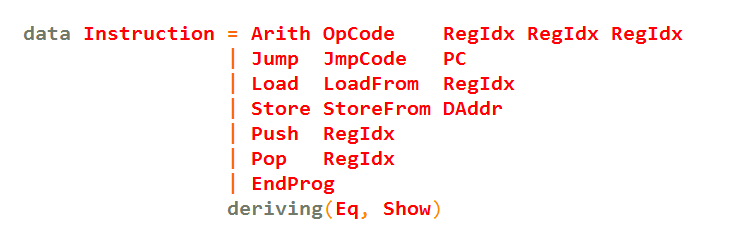 data Instruction = Arith OpCode    RegIdx RegIdx RegIdx
                 | Jump  JmpCode   PC
                 | Load  LoadFrom  RegIdx
                 | Store StoreFrom DAddr
                 | Push  RegIdx
                 | Pop   RegIdx
                 | EndProg
                 deriving(Eq, Show)